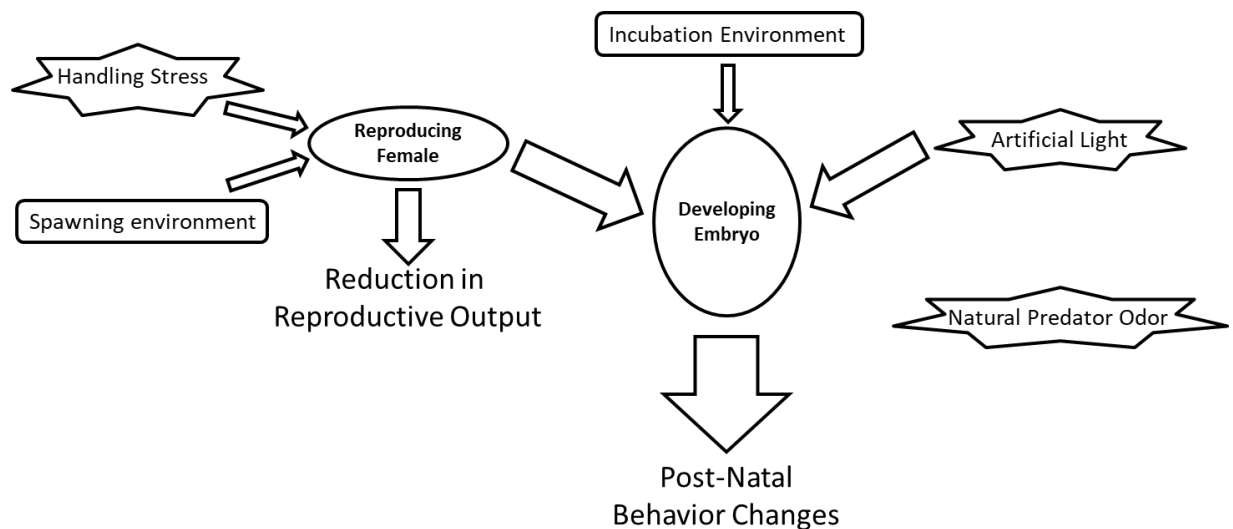 Incubation Environment
Handling Stress
Reproducing
Female
Artificial Light
Spawning environment
Developing
Embryo
Reduction in
Reproductive Output
Natural Predator Odor
Post-Natal
Behavior Changes